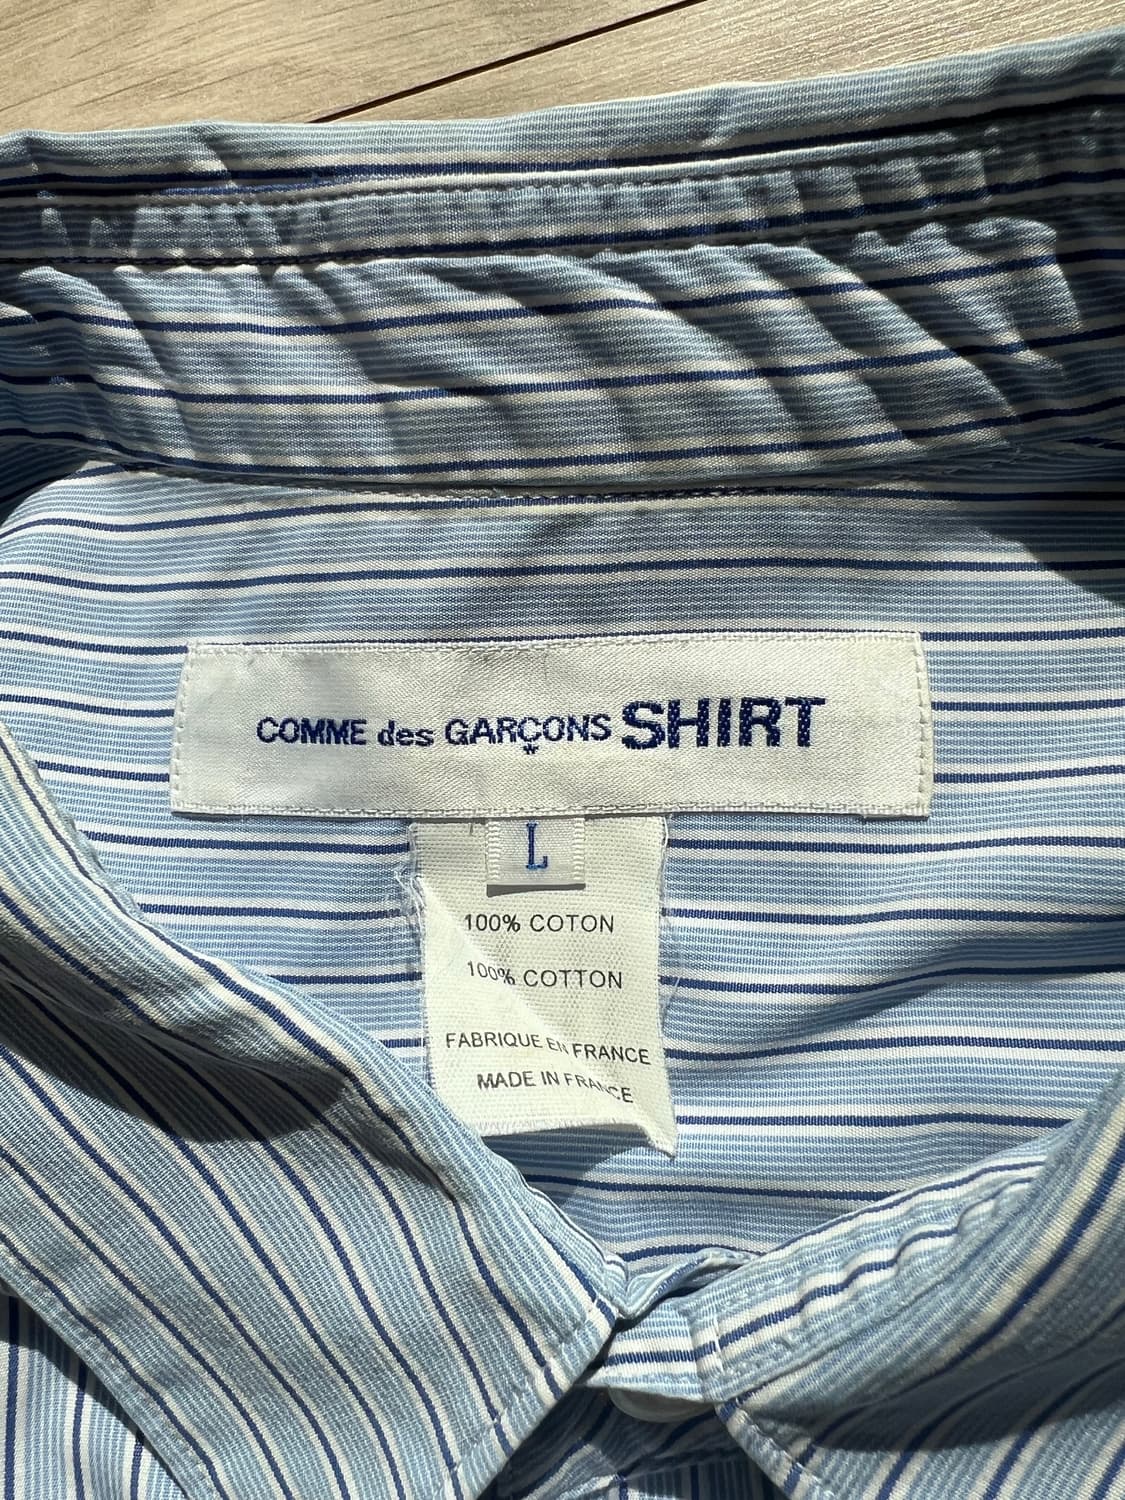 COMME des GARÇONS SHIRT
L
100% COTON
100% COTTON
FABRIQUE EN FRANCE
MADE IN FRANCE